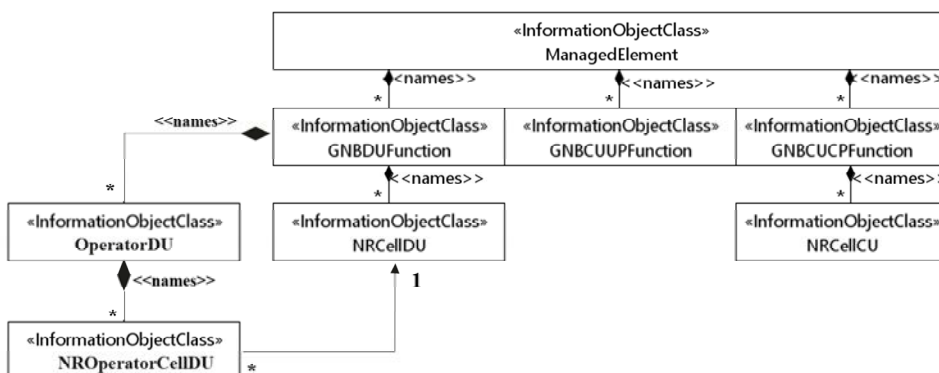 «InformationObjectClass»
ManagedElement
<<names>>
<<names>>
<<names>>
*
*
*
<<names>>
«InformationObjectClass»
GNBDUFunction
«InformationObjectClass»
GNBCUUPFunction
«InformationObjectClass»
GNBCUCPFunction
<<names>>
<<names>>
*
*
*
«InformationObjectClass»
OperatorDU
«InformationObjectClass»
NRCellDU
«InformationObjectClass»
NRCellCU
<<names>>
1
*
«InformationObjectClass»
NROperatorCellDU
*